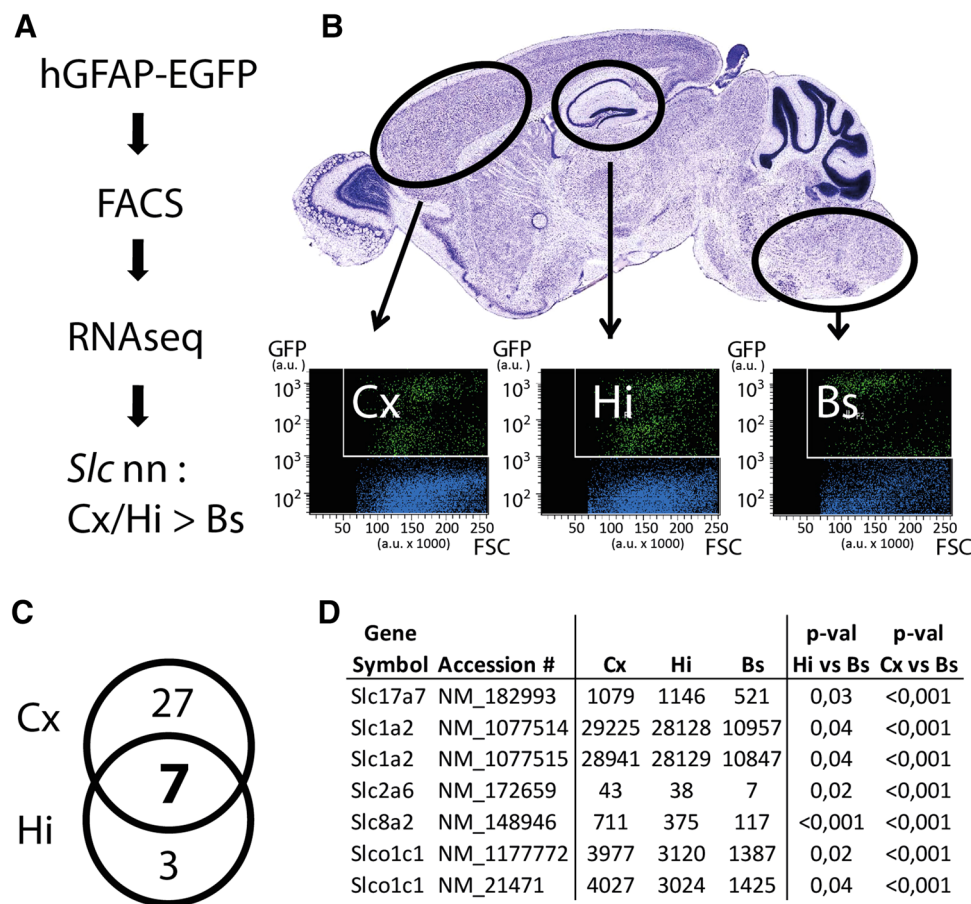 A
hGFAP-EGFP
FACS
RNAseq
Slc nn :
Cx/Hi > Bs
B
GFP
(a.u. )
10³
10²
10³
10²
Cx
50 100 150 200 250
(a.u. x 1000) FSC
GFP
(a.u. )
10³
10²
10³
10²
Hi
50 100 150 200 250
(a.u. x 1000) FSC
GFP
(a.u. )
10³
10²
10³
10²
Bs
50 100 150 200 250
(a.u. x 1000) FSC
C
Cx
27
7
Hi
3
D
Gene p-val p-val
Symbol Accession # Cx Hi Bs Hi vs Bs Cx vs Bs
Slc17a7 NM_182993 1079 1146 521 0,03 <0,001
Slc1a2 NM_1077514 29225 28128 10957 0,04 <0,001
Slc1a2 NM_1077515 28941 28129 10847 0,04 <0,001
Slc2a6 NM_172659 43 38 7 0,02 <0,001
Slc8a2 NM_148946 711 375 117 <0,001 <0,001
Slco1c1 NM_1177772 3977 3120 1387 0,02 <0,001
Slco1c1 NM_21471 4027 3024 1425 0,04 <0,001